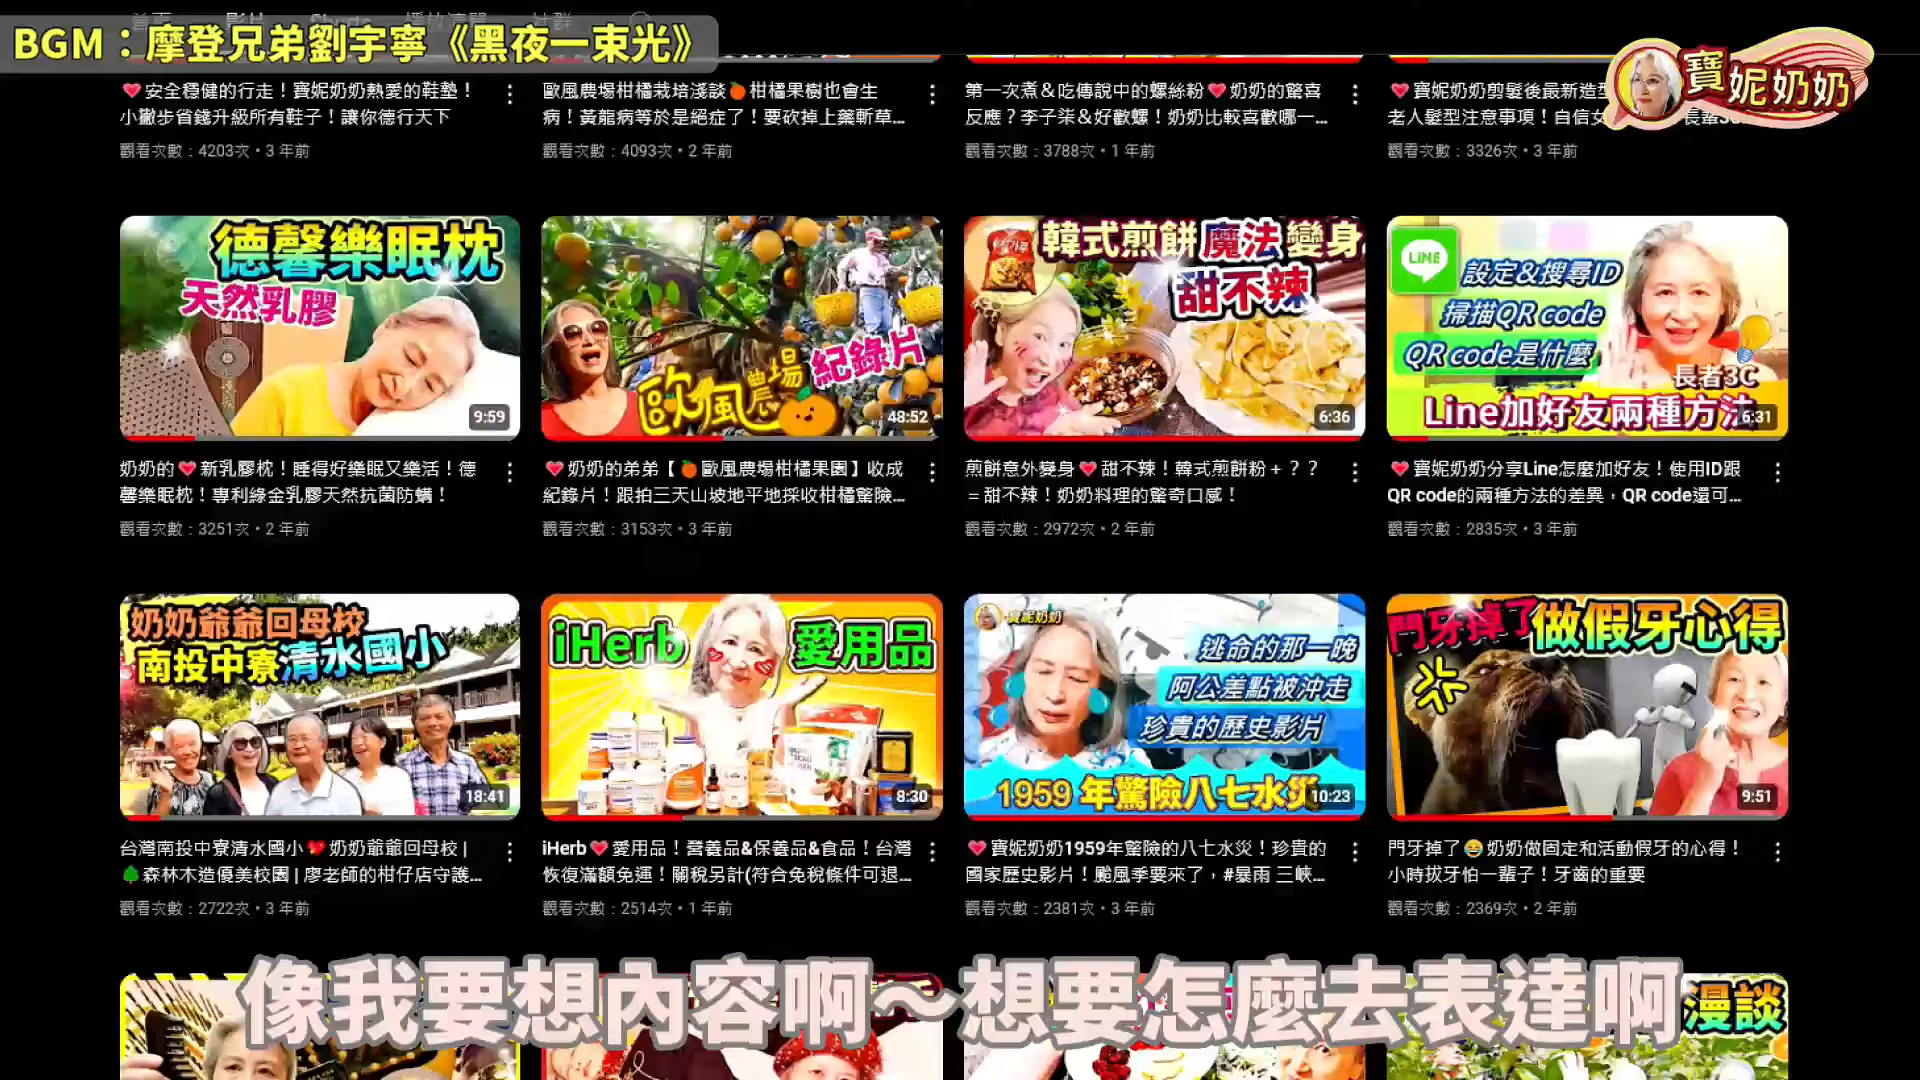 BGM：摩登兄弟劉宇寧《黑夜一束光》
寶妮奶奶
❤️安全穩健的行走！寶妮奶奶熱愛的鞋墊！
小撇步省錢升級所有鞋子！讓你德行天下
觀看次數：4203次・3 年前
歐風農場柑橘栽培淺談🍊柑橘果樹也會生
病！黃龍病等於是絕症了！要砍掉上藥斬草...
觀看次數：4093次・2 年前
第一次煮＆吃傳說中的螺絲粉❤️奶奶的驚喜
反應？李子柒＆好歡螺！奶奶比較喜歡哪一...
觀看次數：3788次・1 年前
❤️寶妮奶奶剪髮後最新造型
老人髮型注意事項！自信女
觀看次數：3326次・3 年前
德馨樂眠枕
天然乳膠
9:59
歐風農場
紀錄片
48:52
韓式煎餅魔法變身
甜不辣
6:36
LINE
設定&搜尋ID
掃描QR code
QR code是什麼
長者3C
Line加好友兩種方法
6:31
奶奶的❤️新乳膠枕！睡得好樂眠又樂活！德
馨樂眠枕！專利綠金乳膠天然抗菌防螨！
觀看次數：3251次・2 年前
❤️奶奶的弟弟【🍊歐風農場柑橘果園】收成
紀錄片！跟拍三天山坡地平地採收柑橘驚險...
觀看次數：3153次・3 年前
煎餅意外變身❤️甜不辣！韓式煎餅粉＋？？
＝甜不辣！奶奶料理的驚奇口感！
觀看次數：2972次・2 年前
❤️寶妮奶奶分享Line怎麼加好友！使用ID跟
QR code的兩種方法的差異，QR code還可...
觀看次數：2835次・3 年前
奶奶爺爺回母校
南投中寮清水國小
18:41
iHerb 愛用品
8:30
寶妮奶奶
逃命的那一晚
阿公差點被沖走
珍貴的歷史影片
1959 年驚險八七水災
10:23
門牙掉了做假牙心得
9:51
台灣南投中寮清水國小💖奶奶爺爺回母校 |
🌲森林木造優美校園 | 廖老師的柑仔店守護...
觀看次數：2722次・3 年前
iHerb❤️愛用品！營養品&保養品&食品！台灣
恢復滿額免運！關稅另計(符合免稅條件可退...
觀看次數：2514次・1 年前
❤️寶妮奶奶1959年驚險的八七水災！珍貴的
國家歷史影片！颱風季要來了，#暴雨 三峽...
觀看次數：2381次・3 年前
門牙掉了😂奶奶做固定和活動假牙的心得！
小時拔牙怕一輩子！牙齒的重要
觀看次數：2369次・2 年前
漫談
像我要想內容啊～想要怎麼去表達啊